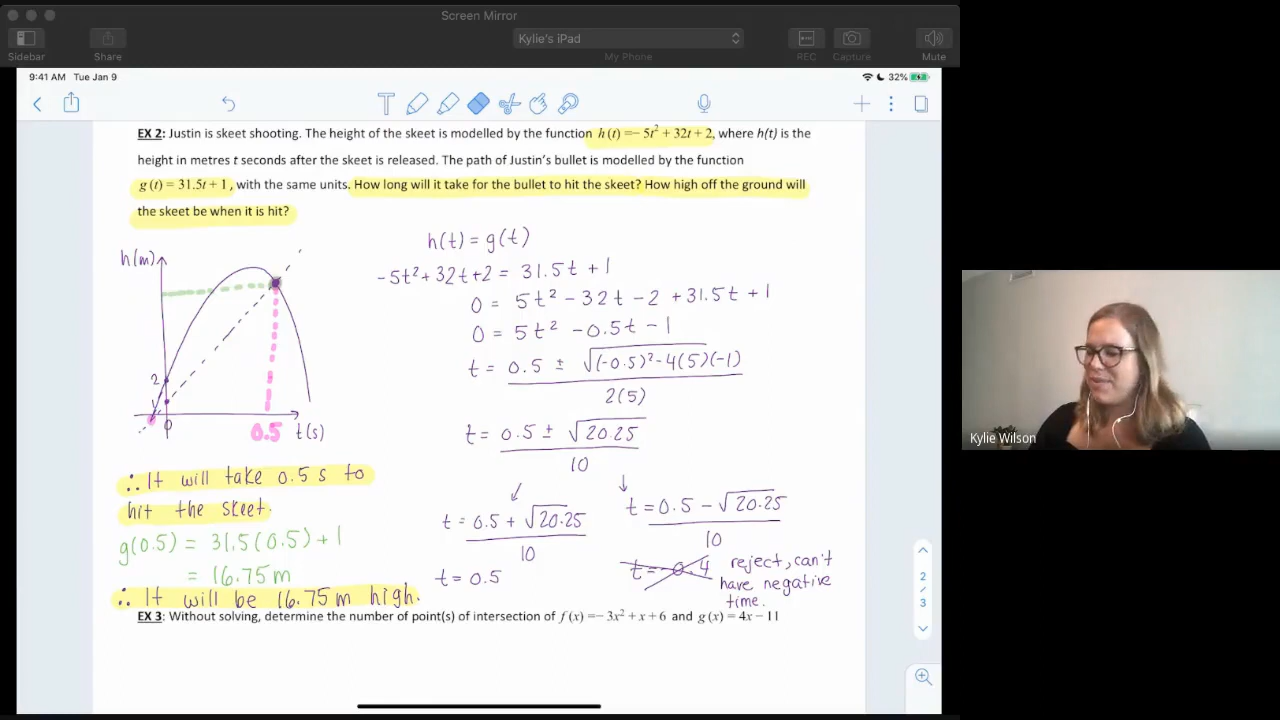 Screen Mirror
Sidebar
Share
Kylie's iPad
My Phone
REC
Capture
Mute
9:41 AM Tue Jan 9
32%
EX 2: Justin is skeet shooting. The height of the skeet is modelled by the function h(t) = −5t² + 32t + 2, where h(t) is the
height in metres t seconds after the skeet is released. The path of Justin's bullet is modelled by the function
g(t) = 31.5t + 1, with the same units. How long will it take for the bullet to hit the skeet? How high off the ground will
the skeet be when it is hit?
h(m)
2
0
0.5
t(s)
∴ It will take 0.5 s to
hit the skeet.
g(0.5) = 31.5(0.5) + 1
= 16.75 m
∴ It will be 16.75 m high.
h(t) = g(t)
-5t² + 32t + 2 = 31.5t + 1
0 = 5t² - 32t - 2 + 31.5t + 1
0 = 5t² - 0.5t - 1
t = 0.5 ± √(-0.5)² - 4(5)(-1)
2(5)
t = 0.5 ± √20.25
10
t = 0.5 + √20.25
10
t = 0.5
t = 0.5 - √20.25
10
t = -0.4 reject, can't
have negative
time.
EX 3: Without solving, determine the number of point(s) of intersection of f(x) = −3x² + x + 6 and g(x) = 4x − 11
2
/
3
Kylie Wilson